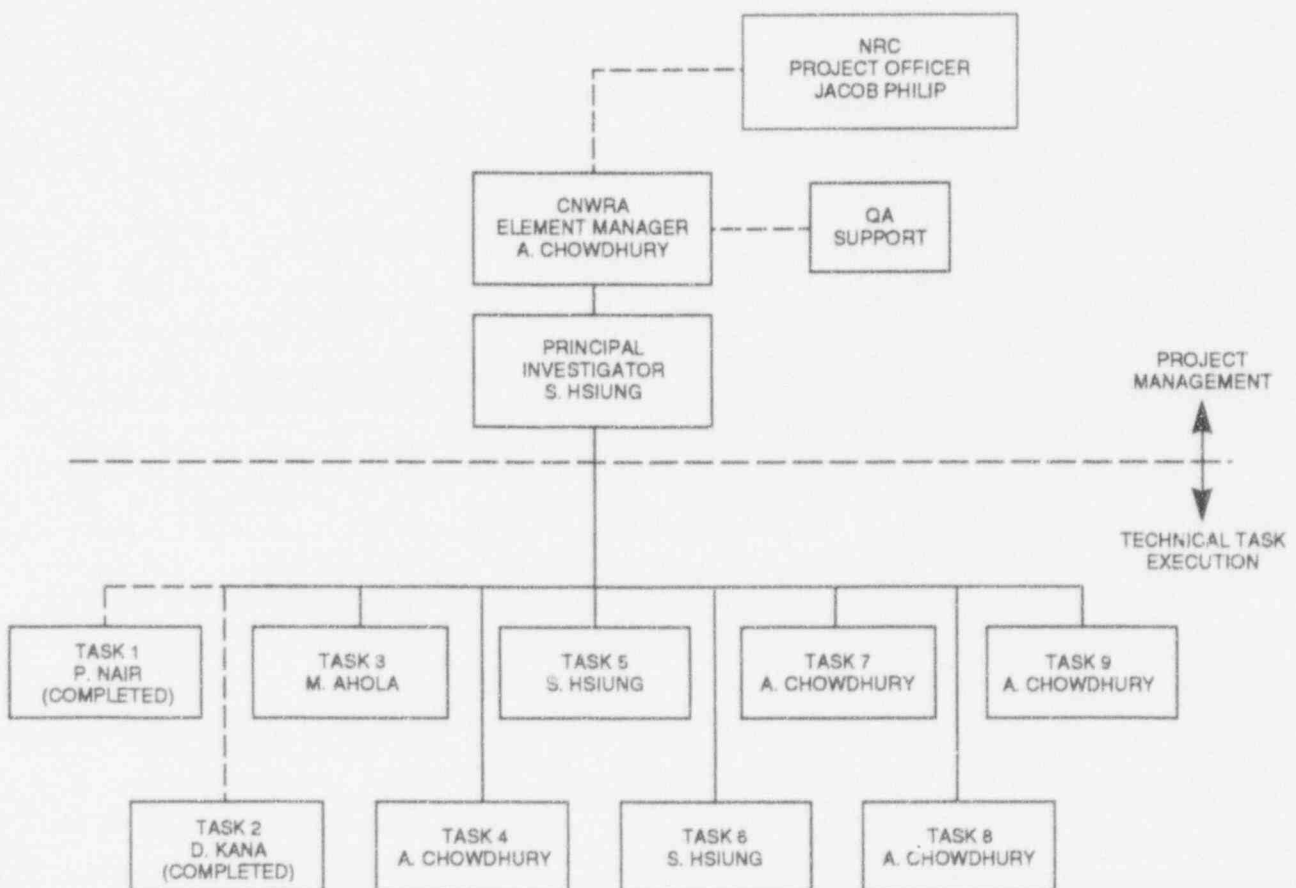 NRC
PROJECT OFFICER
JACOB PHILIP
CNWRA
ELEMENT MANAGER
A. CHOWDHURY
QA
SUPPORT
PRINCIPAL
INVESTIGATOR
S. HSIUNG
PROJECT
MANAGEMENT
TECHNICAL TASK
EXECUTION
TASK 1
P. NAIR
(COMPLETED)
TASK 3
M. AHOLA
TASK 5
S. HSIUNG
TASK 7
A. CHOWDHURY
TASK 9
A. CHOWDHURY
TASK 2
D. KANA
(COMPLETED)
TASK 4
A. CHOWDHURY
TASK 6
S. HSIUNG
TASK 8
A. CHOWDHURY